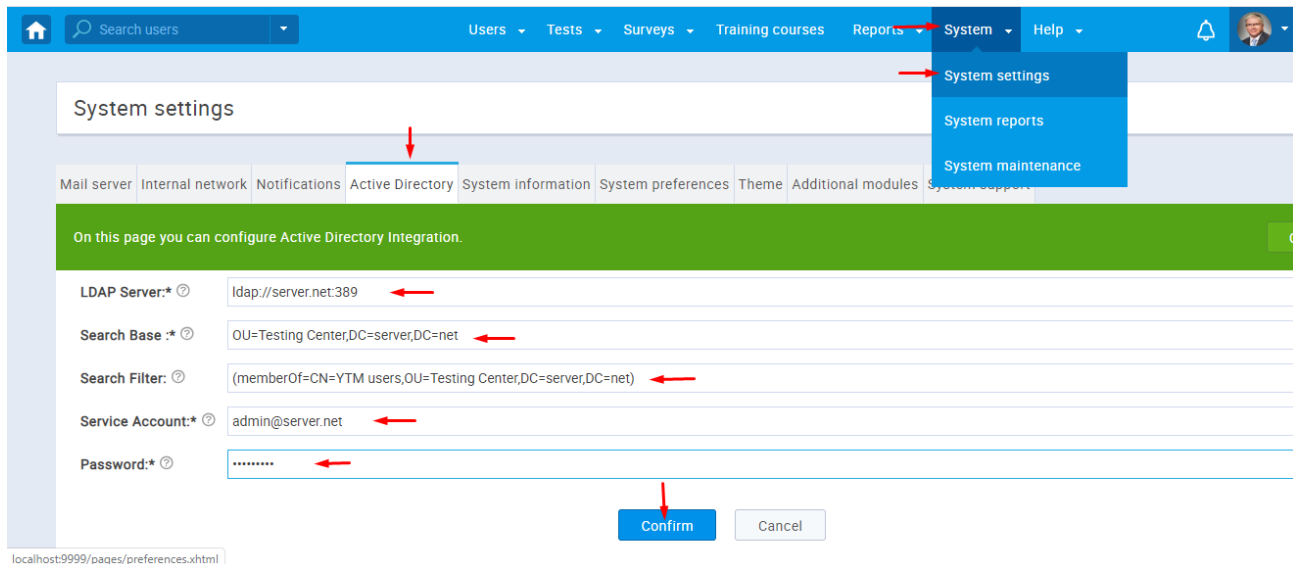 Search users
Users Tests Surveys Training courses Reports System Help
System settings
System reports
System maintenance
System settings
Mail server Internal network Notifications Active Directory System information System preferences Theme Additional modules System support
On this page you can configure Active Directory Integration.
LDAP Server:* ldap://server.net:389
Search Base :* OU=Testing Center,DC=server,DC=net
Search Filter: (memberOf=CN=YTM users,OU=Testing Center,DC=server,DC=net)
Service Account:* admin@server.net
Password:* •••••••••
Confirm Cancel
localhost:9999/pages/preferences.xhtml